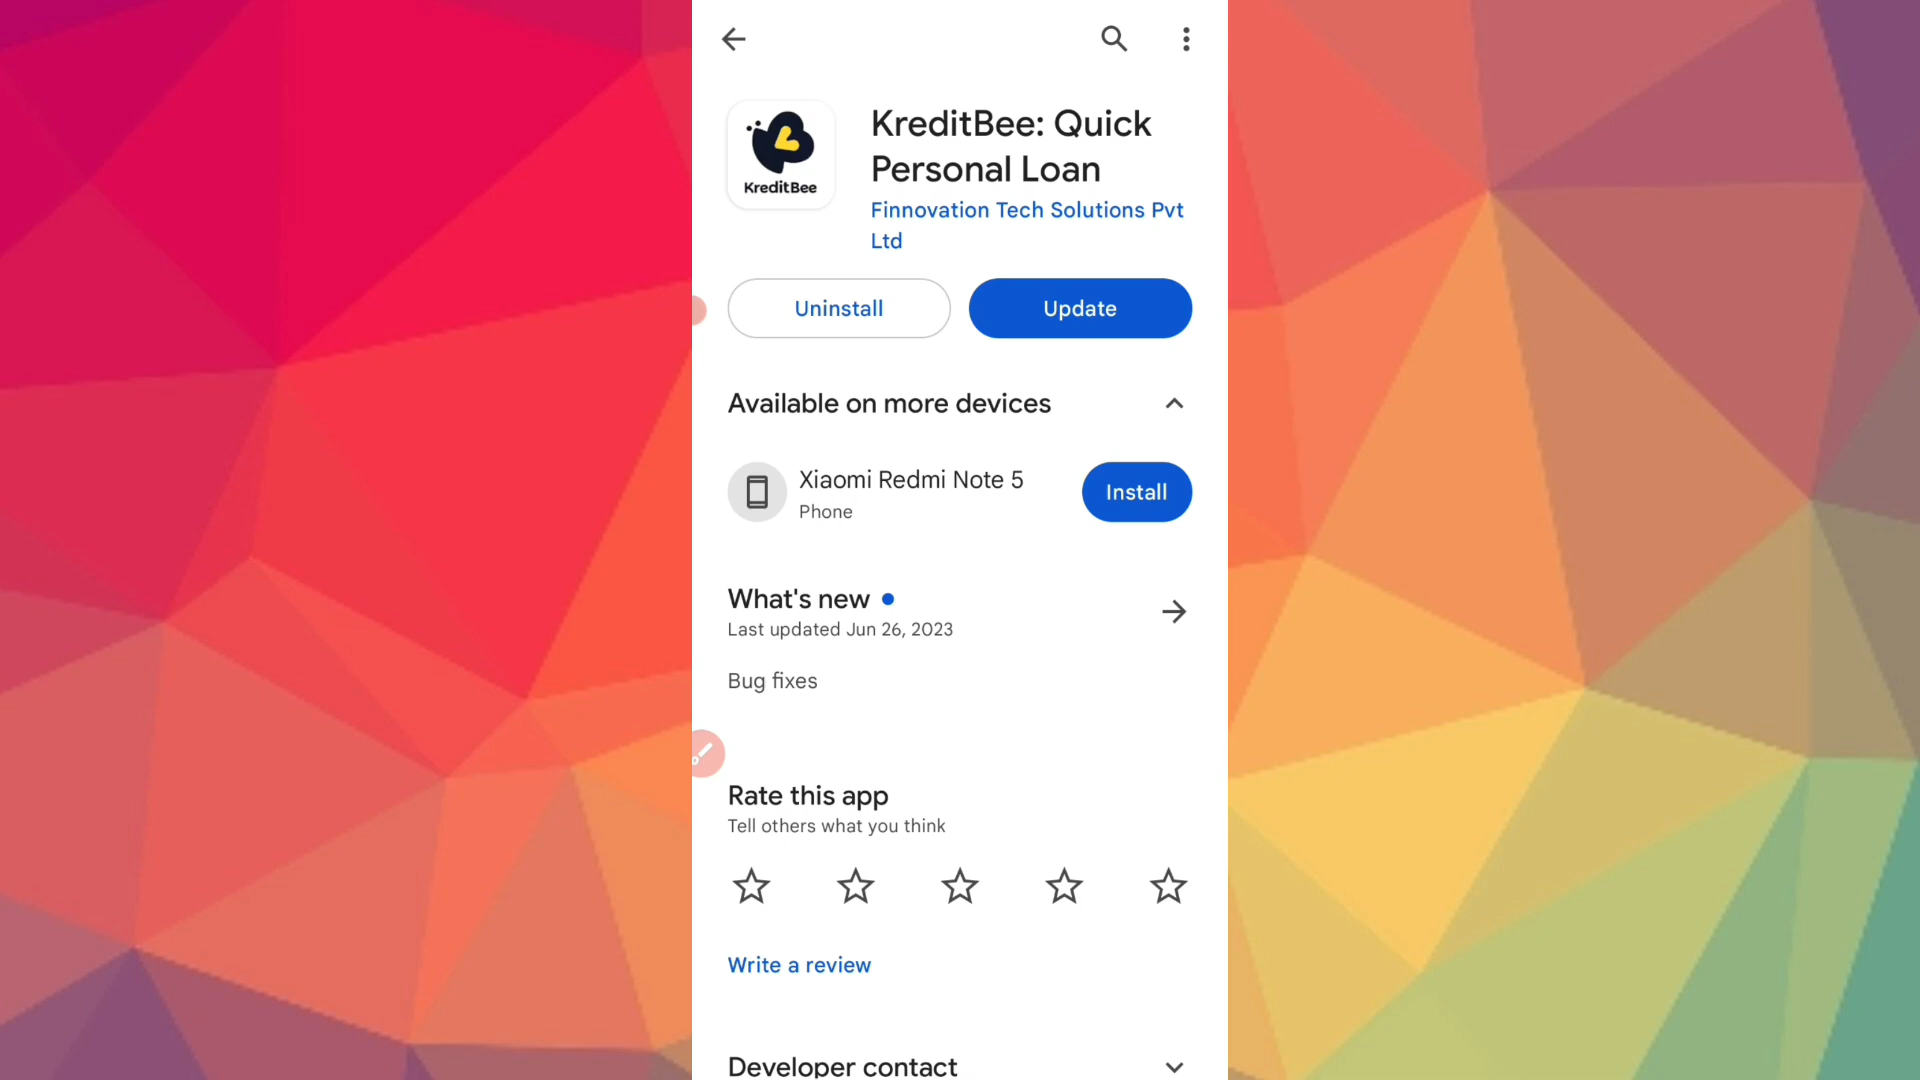 KreditBee
KreditBee: Quick
Personal Loan
Finnovation Tech Solutions Pvt
Ltd
Uninstall
Update
Available on more devices
Xiaomi Redmi Note 5
Phone
Install
What's new
Last updated Jun 26, 2023
Bug fixes
Rate this app
Tell others what you think
Write a review
Developer contact